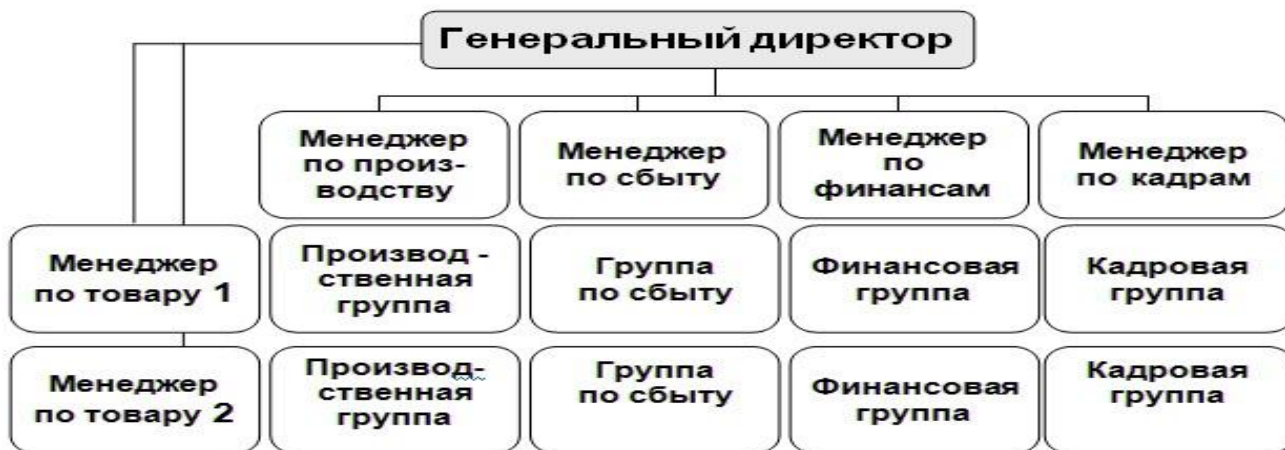 Генеральный директор
Менеджер
по произ-
водству
Менеджер
по сбыту
Менеджер
по
финансам
Менеджер
по кадрам
Менеджер
по товару 1
Производ -
ственная
группа
Группа
по сбыту
Финансовая
группа
Кадровая
группа
Менеджер
по товару 2
Производ-
ственная
группа
Группа
по сбыту
Финансовая
группа
Кадровая
группа